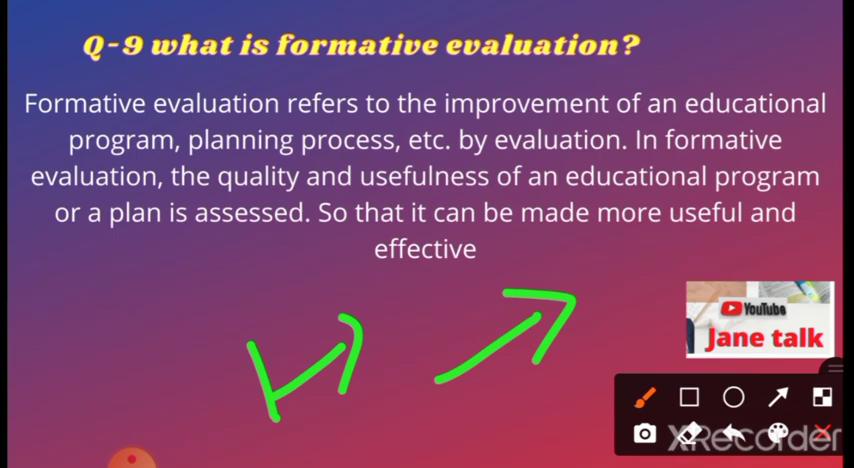 Q-9 what is formative evaluation?
Formative evaluation refers to the improvement of an educational
program, planning process, etc. by evaluation. In formative
evaluation, the quality and usefulness of an educational program
or a plan is assessed. So that it can be made more useful and
effective
YouTube
Jane talk
XRecorder